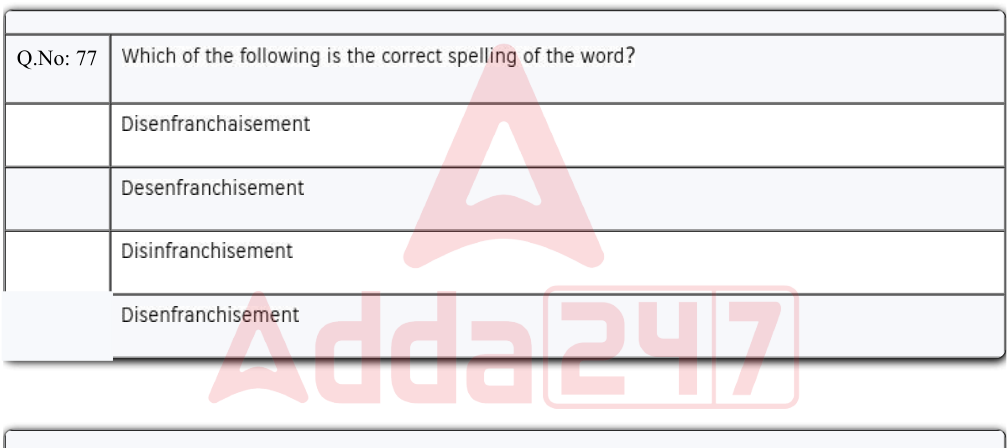 Q.No: 77 Which of the following is the correct spelling of the word?
Disenfranchaisement
Desenfranchisement
Disinfranchisement
Disenfranchisement
Adda247